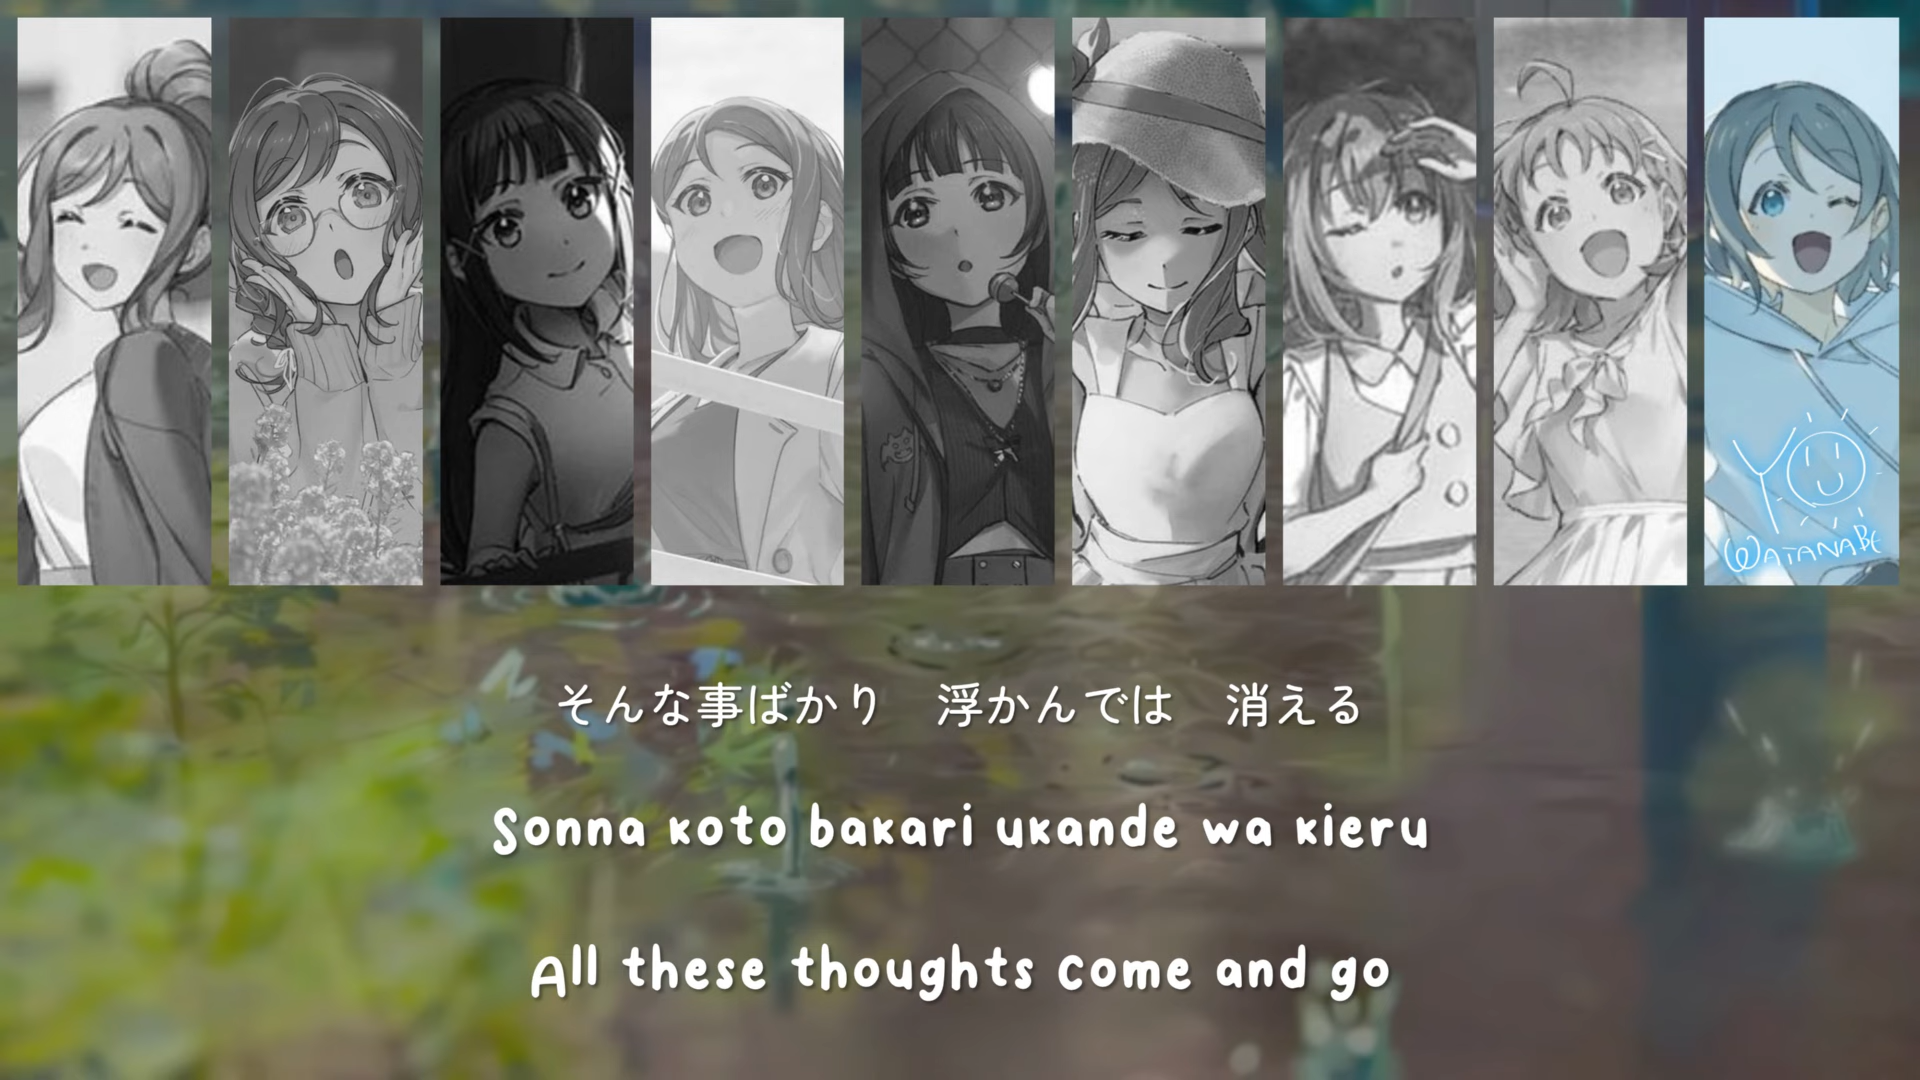 YO
WATANABE
そんな事ばかり　浮かんでは　消える
Sonna koto bakari ukande wa kieru
All these thoughts come and go